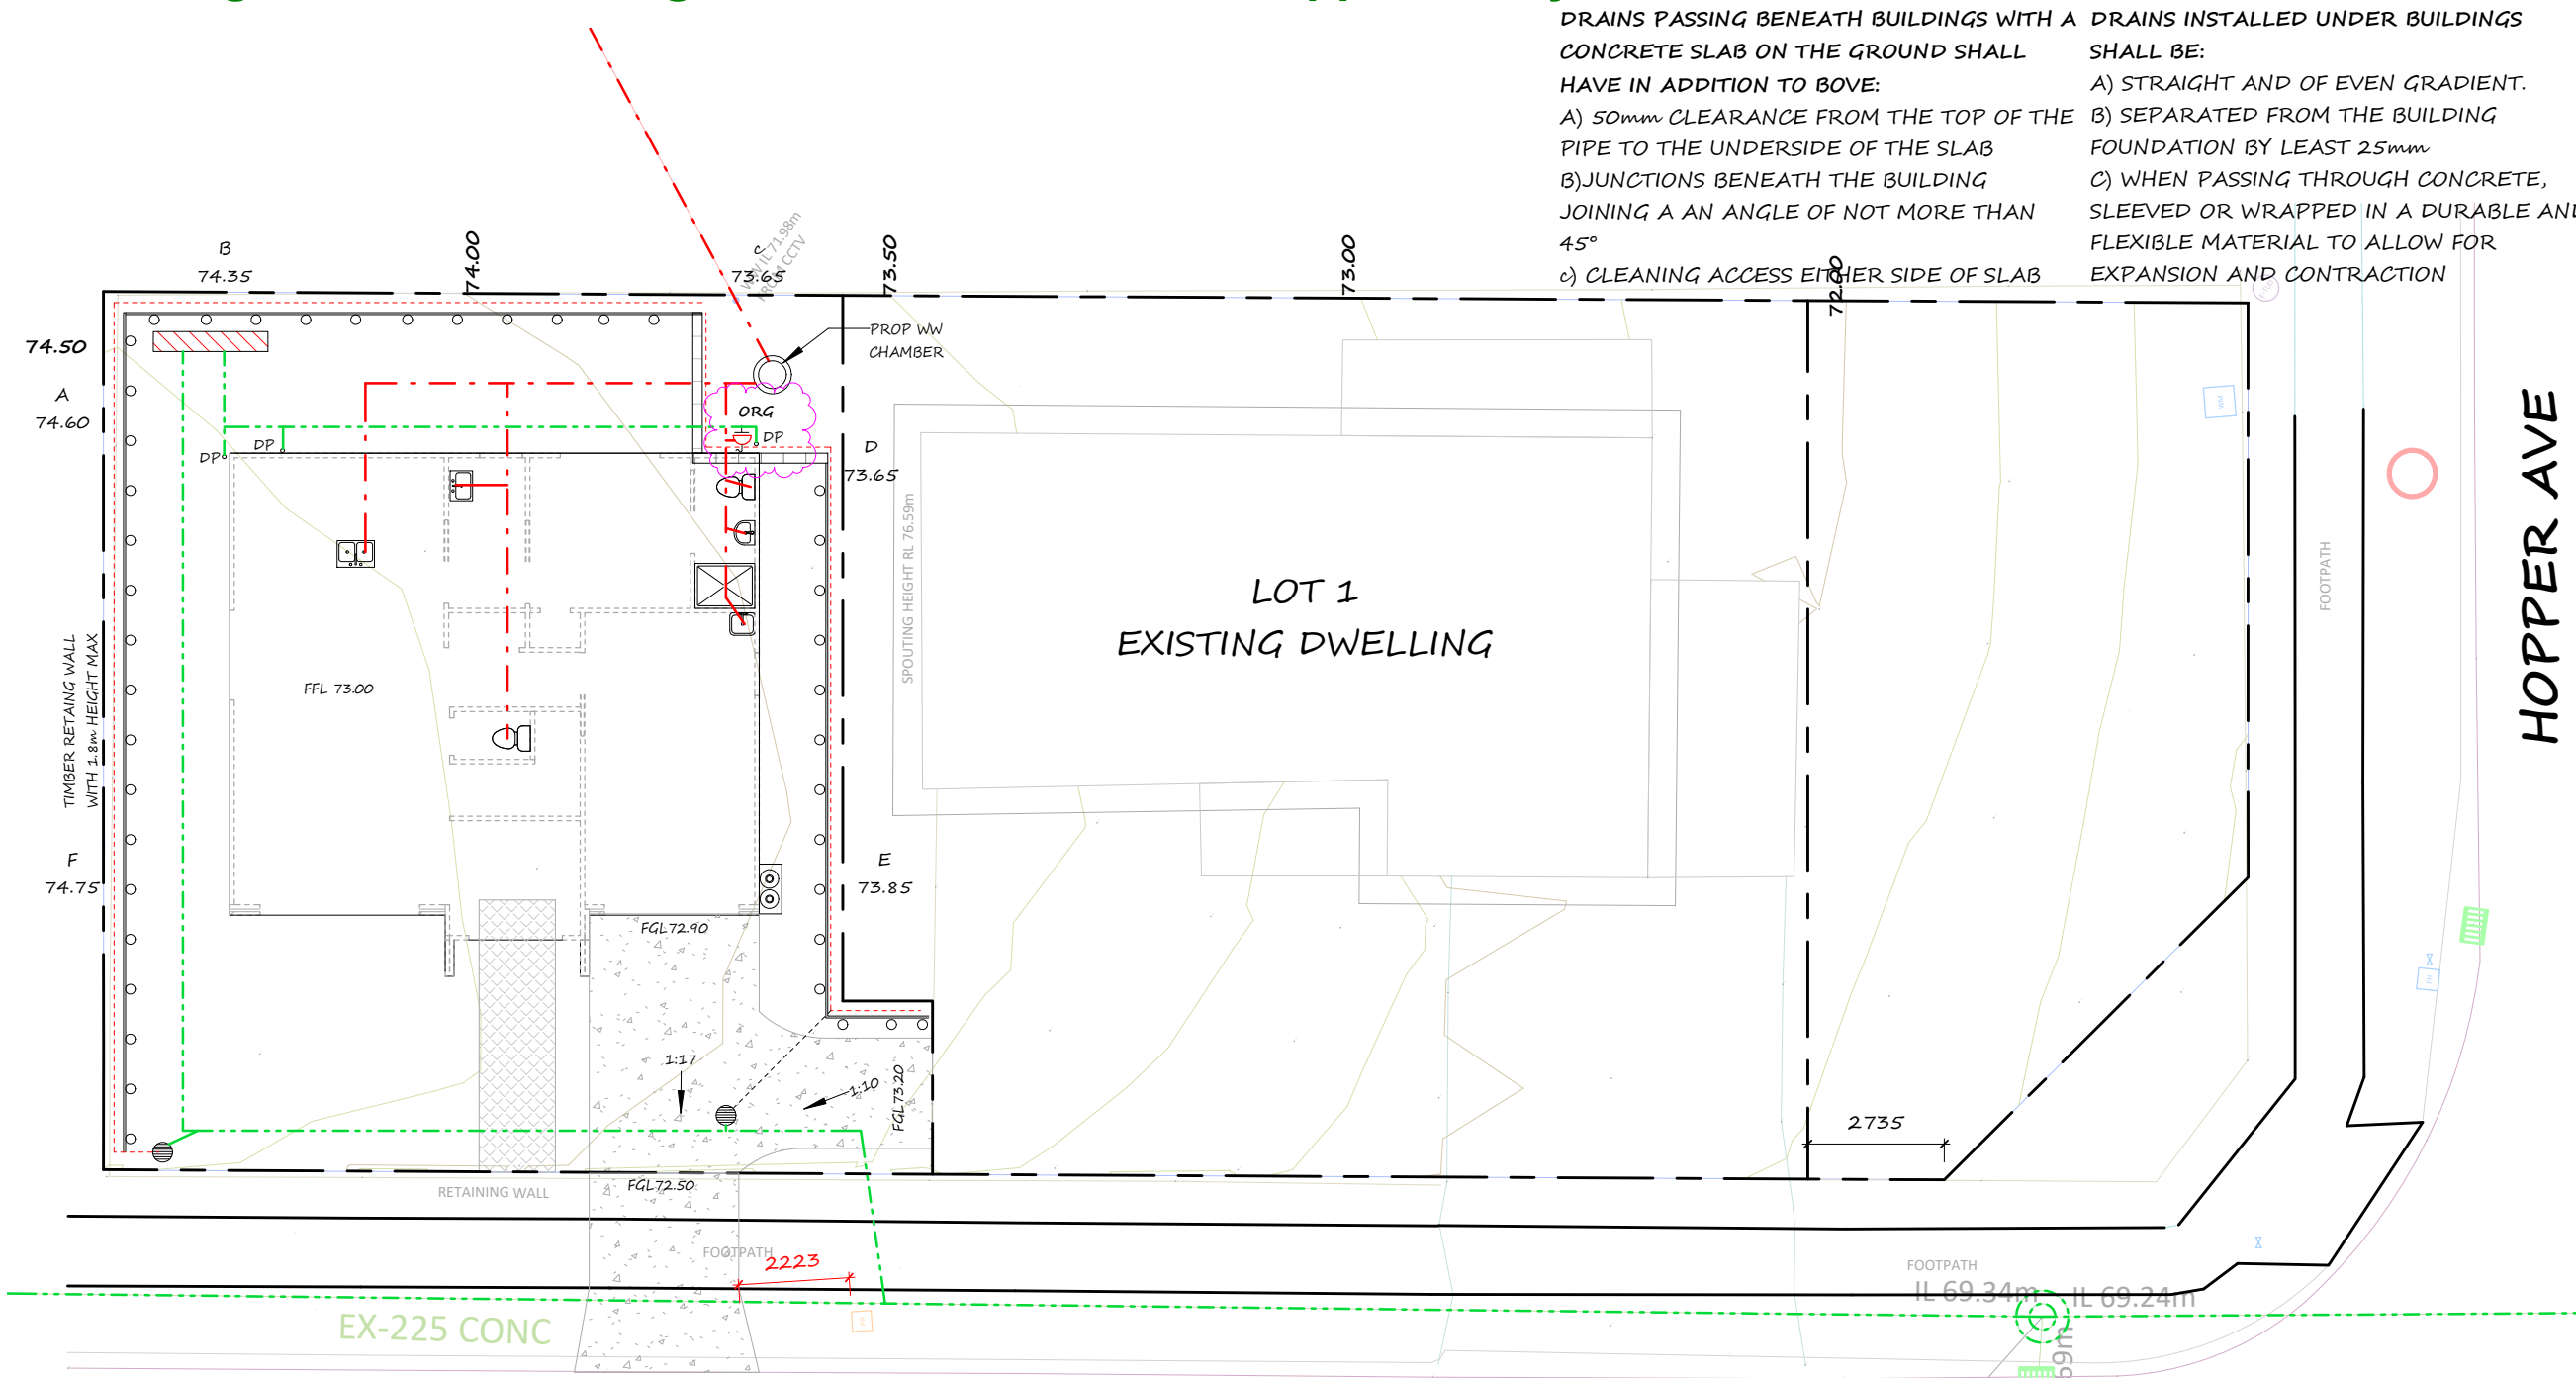 DRAINS PASSING BENEATH BUILDINGS WITH A
CONCRETE SLAB ON THE GROUND SHALL
HAVE IN ADDITION TO BOVE:
A) 50mm CLEARANCE FROM THE TOP OF THE
PIPE TO THE UNDERSIDE OF THE SLAB
B)JUNCTIONS BENEATH THE BUILDING
JOINING A AN ANGLE OF NOT MORE THAN
45°
c) CLEANING ACCESS EITHER SIDE OF SLAB
DRAINS INSTALLED UNDER BUILDINGS
SHALL BE:
A) STRAIGHT AND OF EVEN GRADIENT.
B) SEPARATED FROM THE BUILDING
FOUNDATION BY LEAST 25mm
C) WHEN PASSING THROUGH CONCRETE,
SLEEVED OR WRAPPED IN A DURABLE AND
FLEXIBLE MATERIAL TO ALLOW FOR
EXPANSION AND CONTRACTION
B
74.35
74.00
C
73.65
WW IL 71.98m
FROM CCTV
73.50
73.00
72.00
74.50
A
74.60
PROP WW
CHAMBER
ORG
DP
DP
DP
D
73.65
SPOUTING HEIGHT RL 76.59m
LOT 1
EXISTING DWELLING
WM
HOPPER AVE
FOOTPATH
TIMBER RETAINING WALL
WITH 1.8m HEIGHT MAX
FFL 73.00
F
74.75
E
73.85
FGL72.90
FH
1:17
1:10
FGL73.20
2735
RETAINING WALL
FGL72.50
FOOTPATH
2223
FOOTPATH
IL 69.34m
IL 69.24m
EX-225 CONC